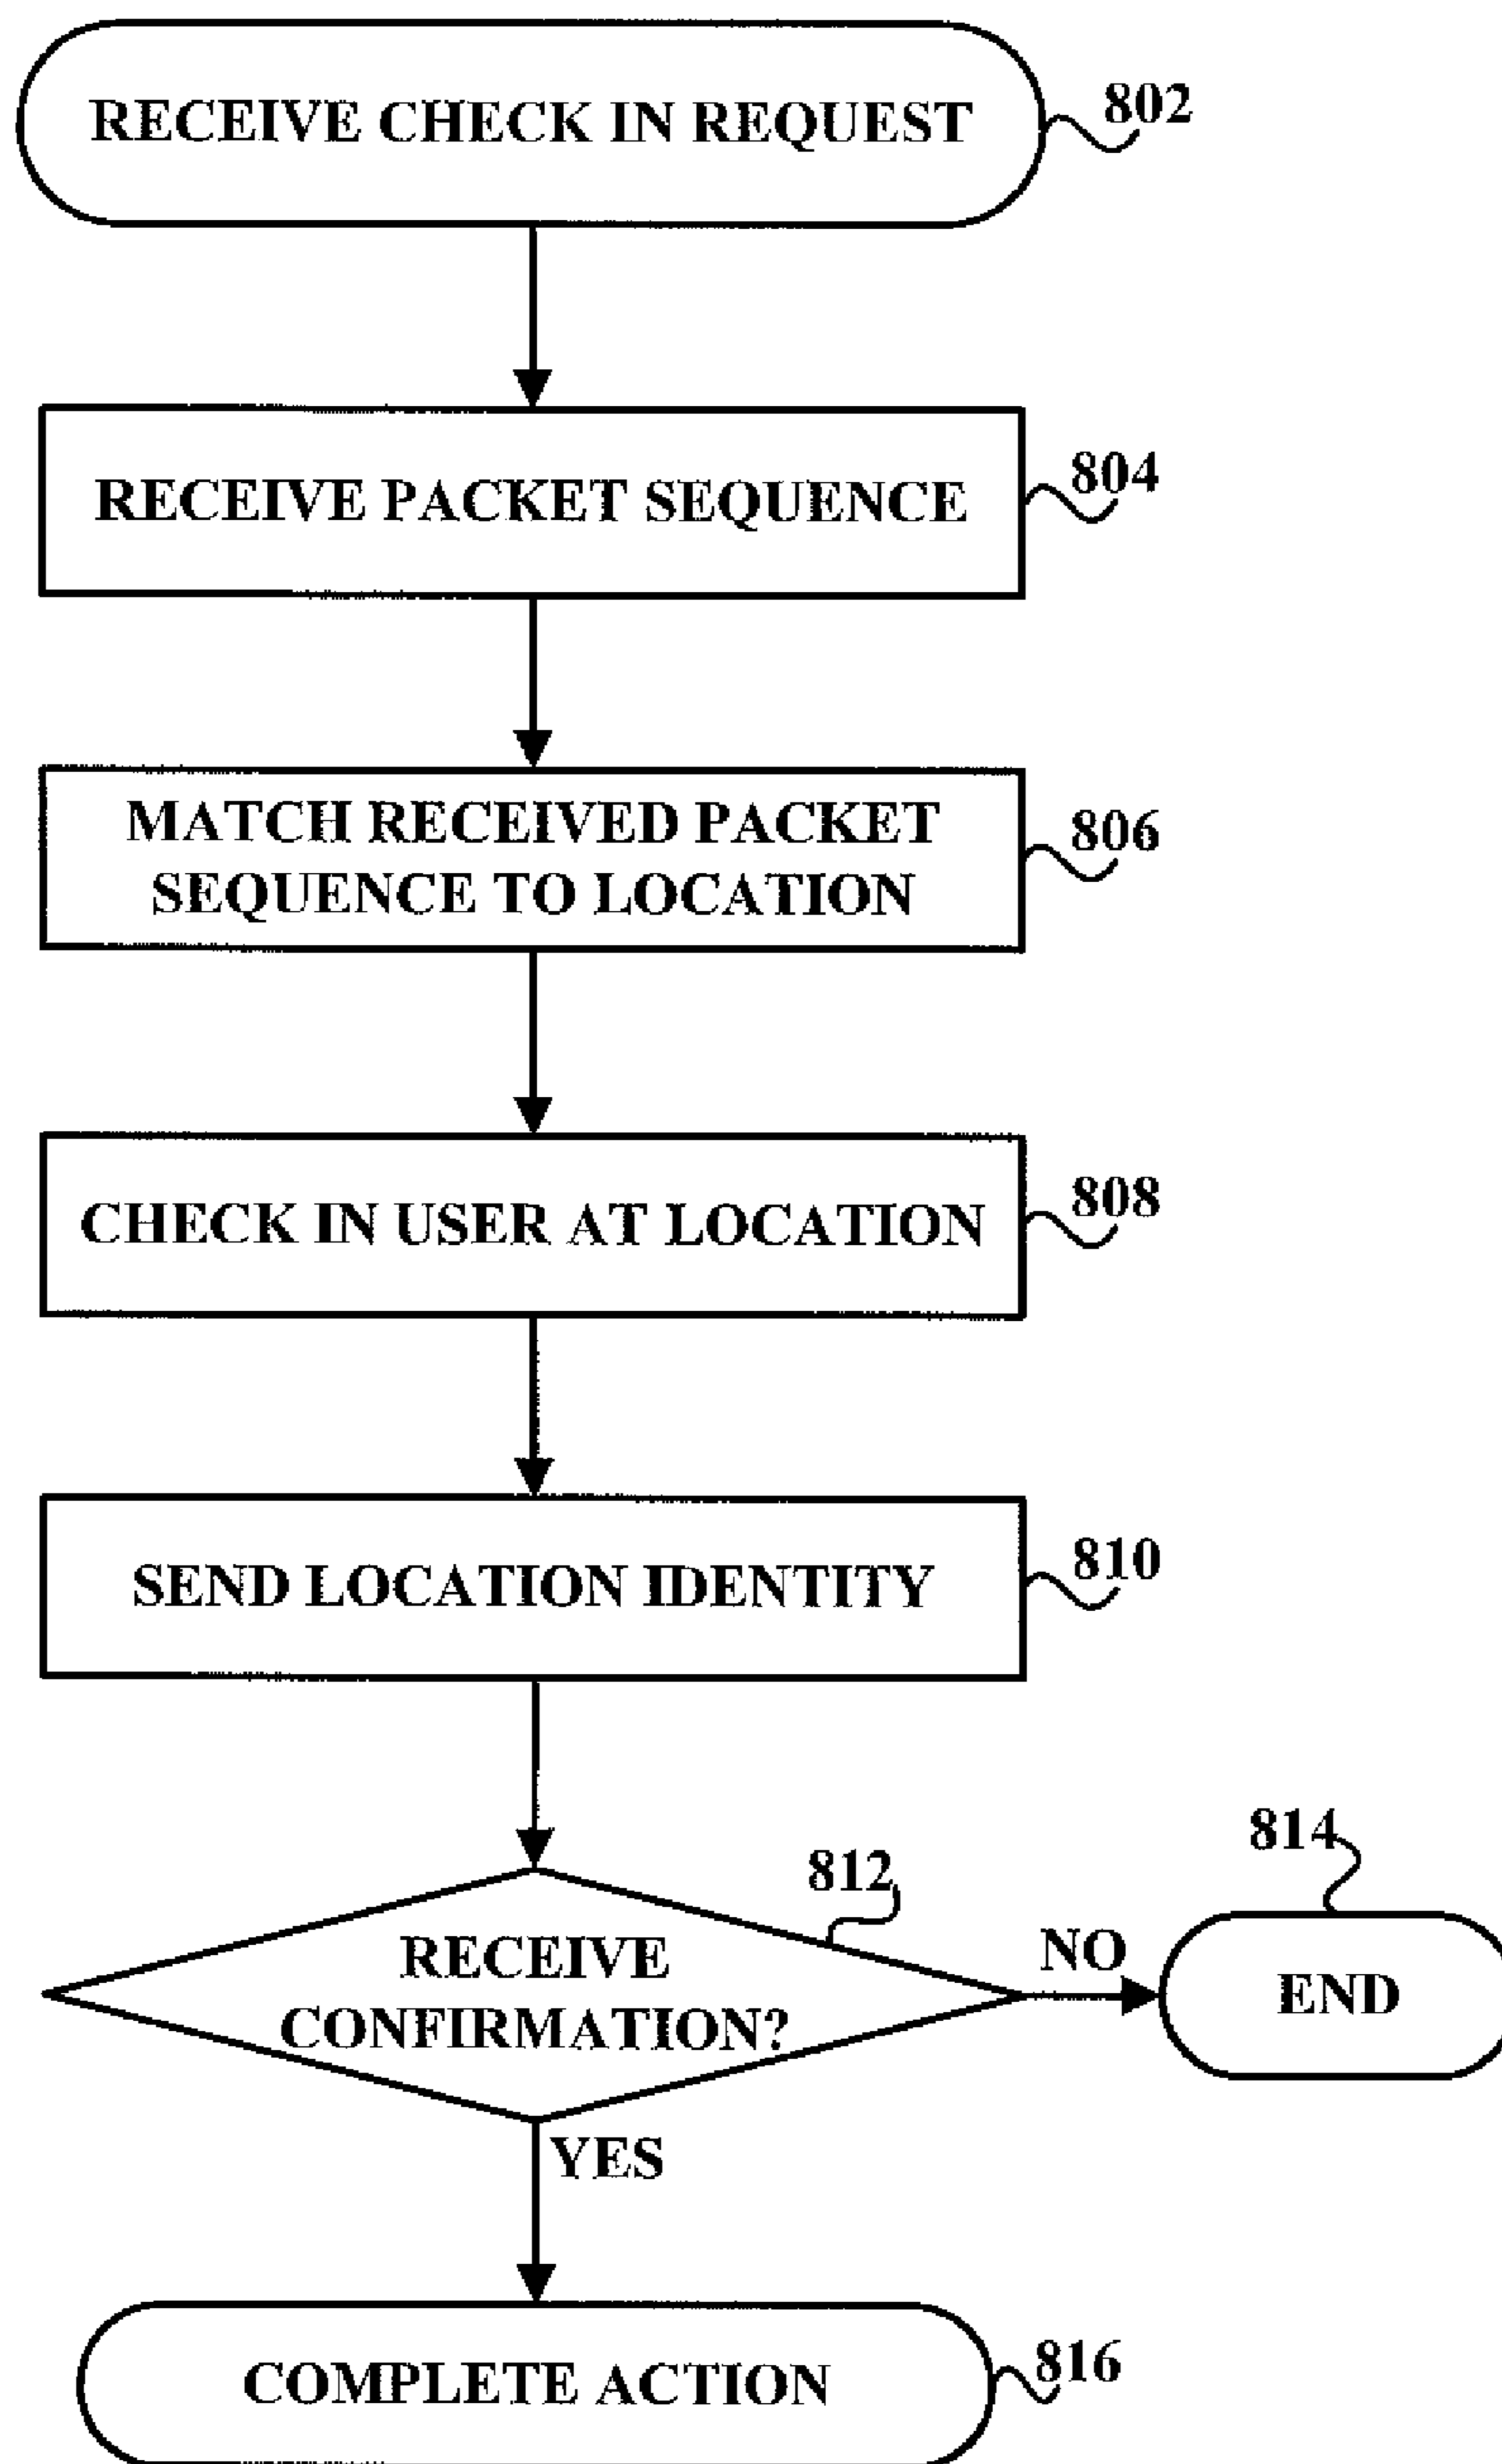 RECEIVE CHECK IN REQUEST
802
RECEIVE PACKET SEQUENCE
804
MATCH RECEIVED PACKET
SEQUENCE TO LOCATION
806
CHECK IN USER AT LOCATION
808
SEND LOCATION IDENTITY
810
RECEIVE
CONFIRMATION?
812
NO
814
END
YES
COMPLETE ACTION
816